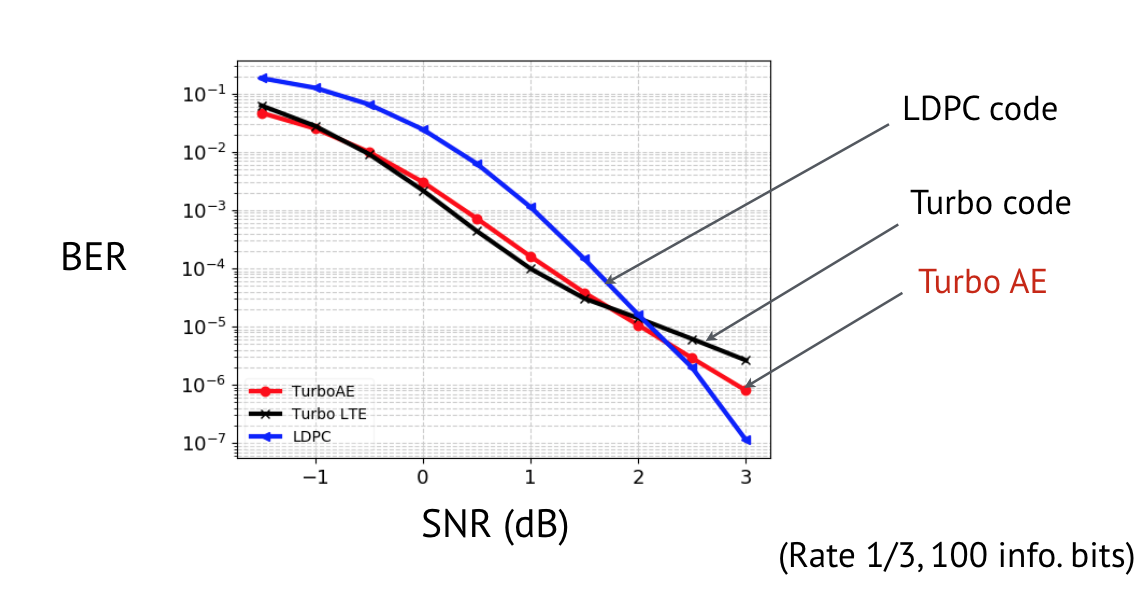 10⁻¹
10⁻²
10⁻³
10⁻⁴
10⁻⁵
10⁻⁶
10⁻⁷
BER
TurboAE
Turbo LTE
LDPC
−1 0 1 2 3
SNR (dB)
LDPC code
Turbo code
Turbo AE
(Rate 1/3, 100 info. bits)